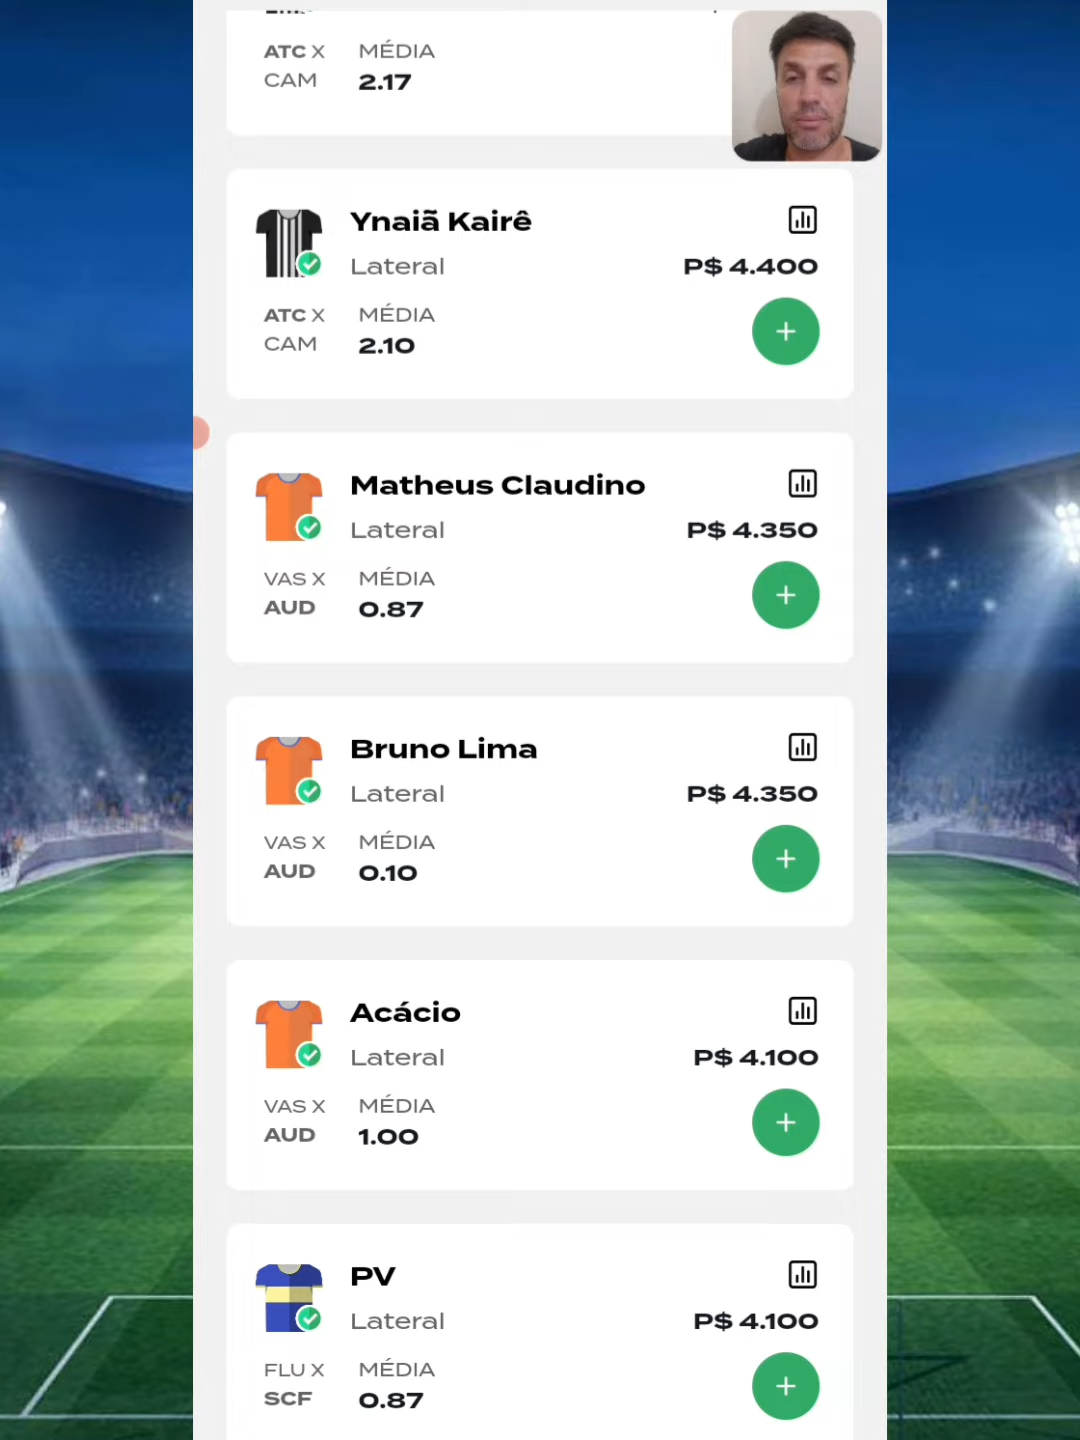 ATC X MÉDIA
CAM 2.17
Ynaiã Kairê
Lateral P$ 4.400
ATC X MÉDIA
CAM 2.10
Matheus Claudino
Lateral P$ 4.350
VAS X MÉDIA
AUD 0.87
Bruno Lima
Lateral P$ 4.350
VAS X MÉDIA
AUD 0.10
Acácio
Lateral P$ 4.100
VAS X MÉDIA
AUD 1.00
PV
Lateral P$ 4.100
FLU X MÉDIA
SCF 0.87